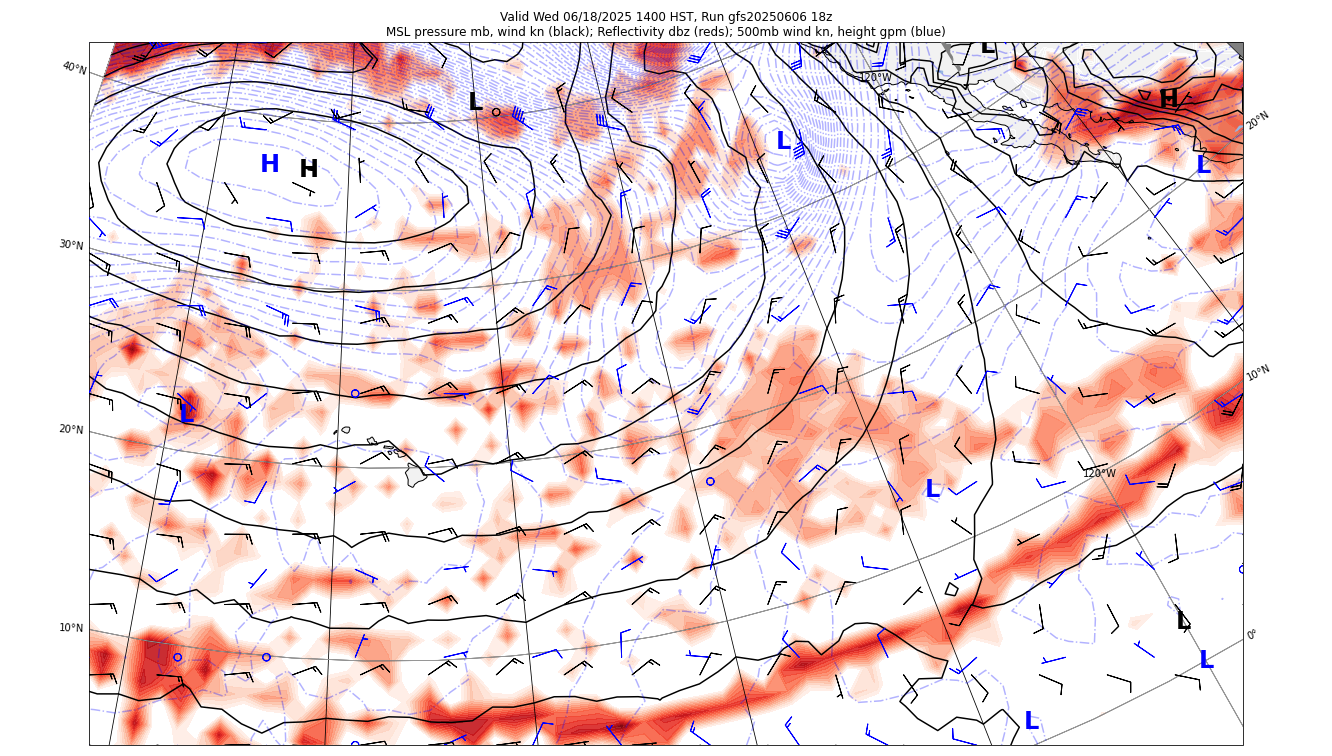 Valid Wed 06/18/2025 1400 HST, Run gfs20250606 18z
MSL pressure mb, wind kn (black); Reflectivity dbz (reds); 500mb wind kn, height gpm (blue)
L
40°N
120°W
L
H
20°N
L
L
H
H
30°N
10°N
L
20°N
120°W
L
10°N
L
0°
L
L